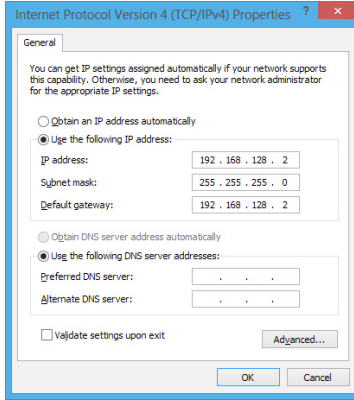 Internet Protocol Version 4 (TCP/IPv4) Properties ? ×
General
You can get IP settings assigned automatically if your network supports
this capability. Otherwise, you need to ask your network administrator
for the appropriate IP settings.
Obtain an IP address automatically
Use the following IP address:
IP address: 192 . 168 . 128 . 2
Subnet mask: 255 . 255 . 255 . 0
Default gateway: 192 . 168 . 128 . 2
Obtain DNS server address automatically
Use the following DNS server addresses:
Preferred DNS server: . . .
Alternate DNS server: . . .
Validate settings upon exit
Advanced...
OK Cancel